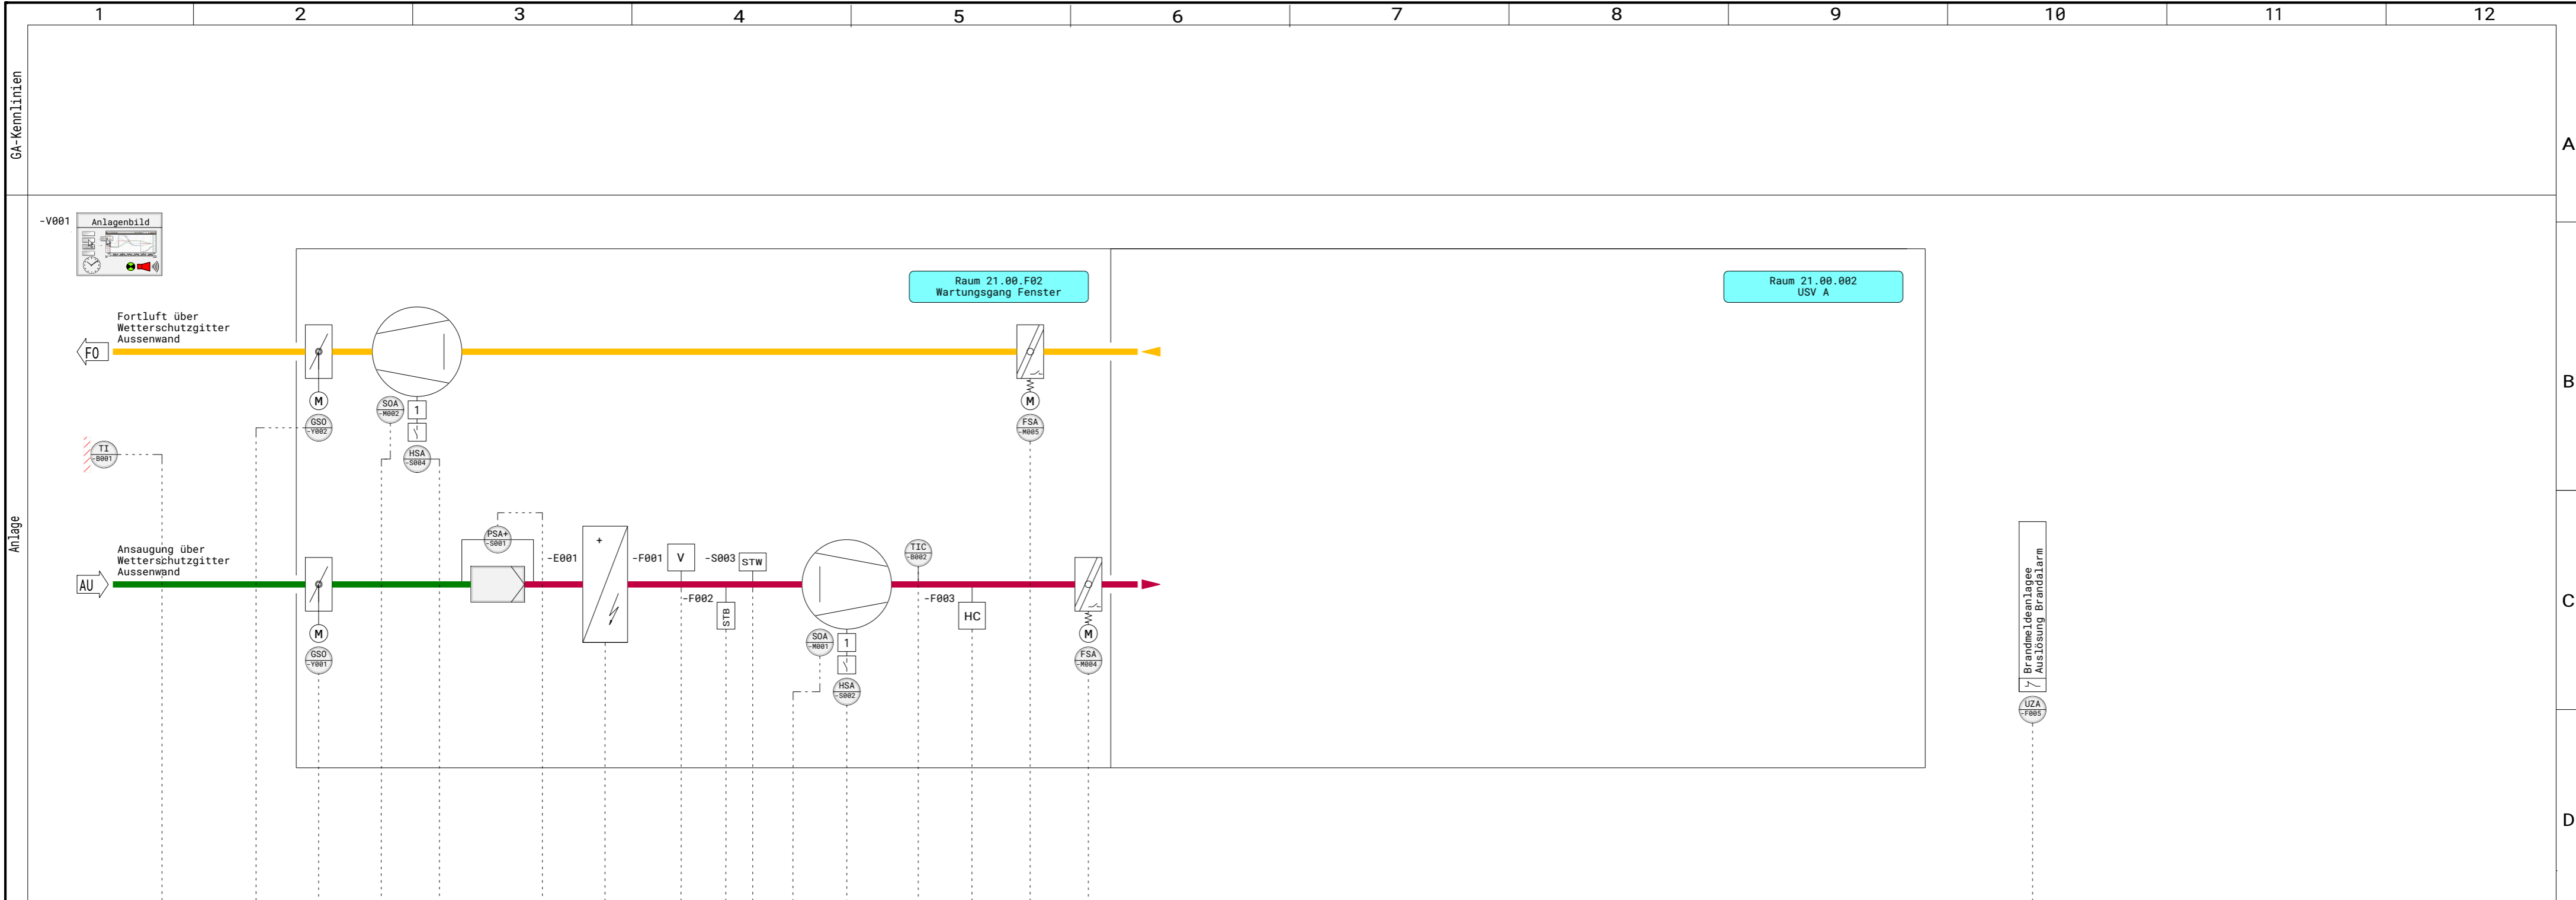 1 2 3 4 5 6 7 8 9 10 11 12
GA-Kennlinien
A
-V001
Anlagenbild
Raum 21.00.F02
Wartungsgang Fenster
Raum 21.00.002
USV A
Fortluft über
Wetterschutzgitter
Aussenwand
FO
M
GSO
-Y002
SOA
-M002
1
HSA
-S004
M
FSA
-M005
B
TI
-B001
Anlage
Ansaugung über
Wetterschutzgitter
Aussenwand
AU
M
GSO
-Y001
PSA+
-S001
-E001
+
-F001
V
-F002
STB
-S003
STW
SOA
-M001
1
HSA
-S002
TIC
-B002
-F003
HC
M
FSA
-M004
Brandmeldeanlagee
Auslösung Brandalarm
UZA
-F005
C
D